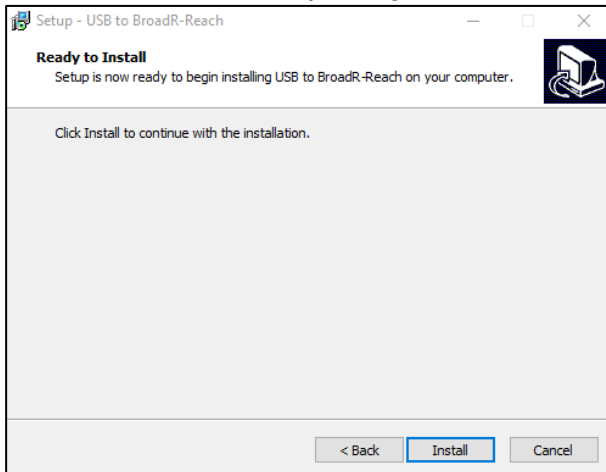 Setup - USB to BroadR-Reach
Ready to Install
Setup is now ready to begin installing USB to BroadR-Reach on your computer.
Click Install to continue with the installation.
< Back Install Cancel